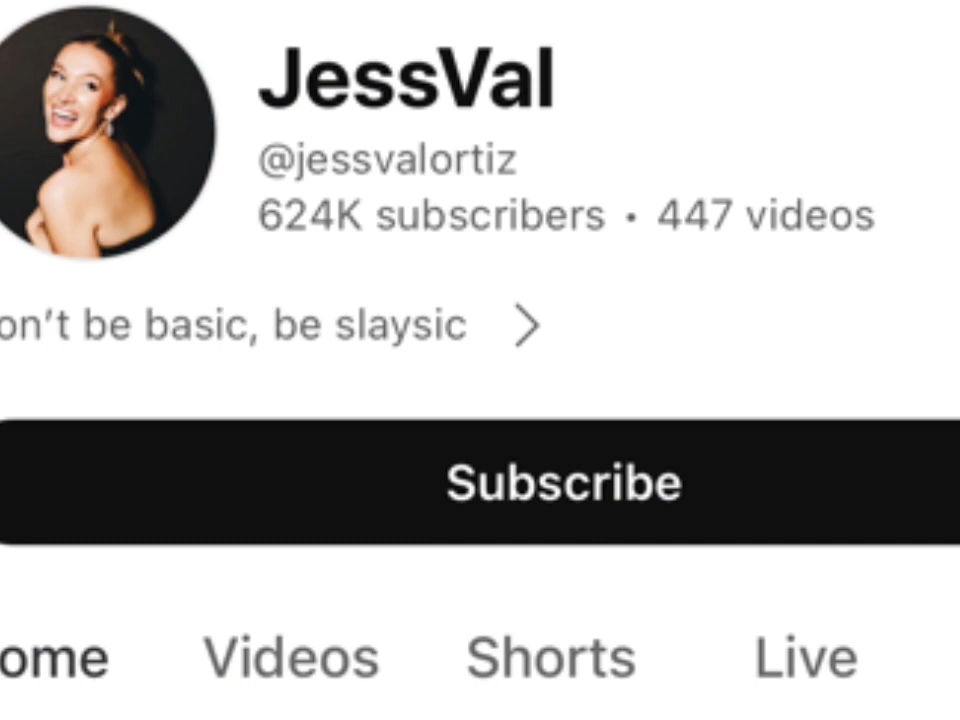 JessVal
@jessvalortiz
624K subscribers • 447 videos
on't be basic, be slaysic
Subscribe
ome Videos Shorts Live